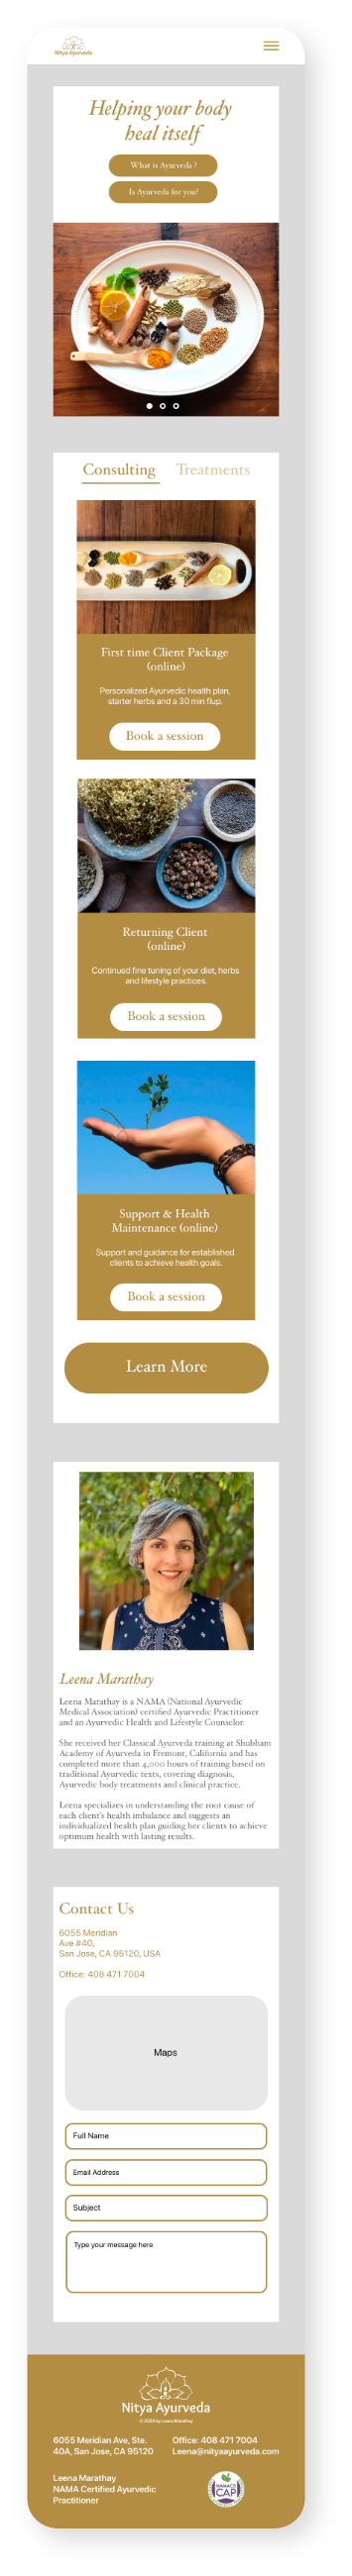 Nitya Ayurveda
Helping your body
heal itself
What is Ayurveda ?
Is Ayurveda for you?
Consulting Treatments
First time Client Package
(online)
Personalized Ayurvedic health plan,
starter herbs and a 30 min flup.
Book a session
Returning Client
(online)
Continued fine tuning of your diet, herbs
and lifestyle practices.
Book a session
Support & Health
Maintenance (online)
Support and guidance for established
clients to achieve health goals.
Book a session
Learn More
Leena Marathay
Leena Marathay is a NAMA (National Ayurvedic
Medical Association) certified Ayurvedic Practitioner
and an Ayurvedic Health and Lifestyle Counselor.
She received her Classical Ayurveda training at Shubham
Academy of Ayurveda in Fremont, California and has
completed more than 4,000 hours of training based on
traditional Ayurvedic texts, covering diagnosis,
Ayurvedic body treatments and clinical practice.
Leena specializes in understanding the root cause of
each client's health imbalance and suggests an
individualized health plan guiding her clients to achieve
optimum health with lasting results.
Contact Us
6055 Meridian
Ave #40,
San Jose, CA 95120, USA
Office: 408 471 7004
Maps
Full Name
Email Address
Subject
Type your message here
Nitya Ayurveda
6055 Meridian Ave, Ste.
40A, San Jose, CA 95120
Office: 408 471 7004
Leena@nityaayurveda.com
Leena Marathay
NAMA Certified Ayurvedic
Practitioner
CAP